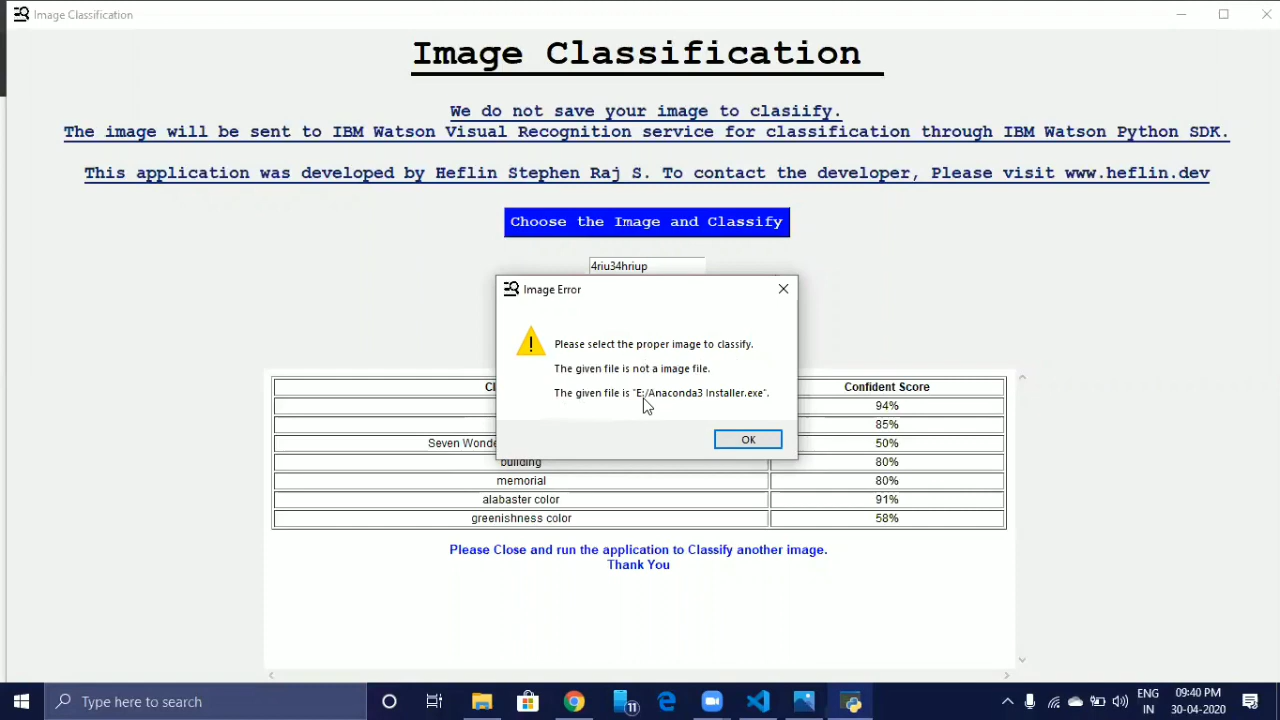 Image Classification
Image Classification
We do not save your image to clasiify.
The image will be sent to IBM Watson Visual Recognition service for classification through IBM Watson Python SDK.
This application was developed by Heflin Stephen Raj S. To contact the developer, Please visit www.heflin.dev
Choose the Image and Classify
4riu34hriup
Image Error
Please select the proper image to classify.
The given file is not a image file.
The given file is "E:/Anaconda3 Installer.exe".
OK
Cl Confident Score
94%
85%
Seven Wonde 50%
building 80%
memorial 80%
alabaster color 91%
greenishness color 58%
Please Close and run the application to Classify another image.
Thank You
Type here to search
11
ENG
IN
09:40 PM
30-04-2020